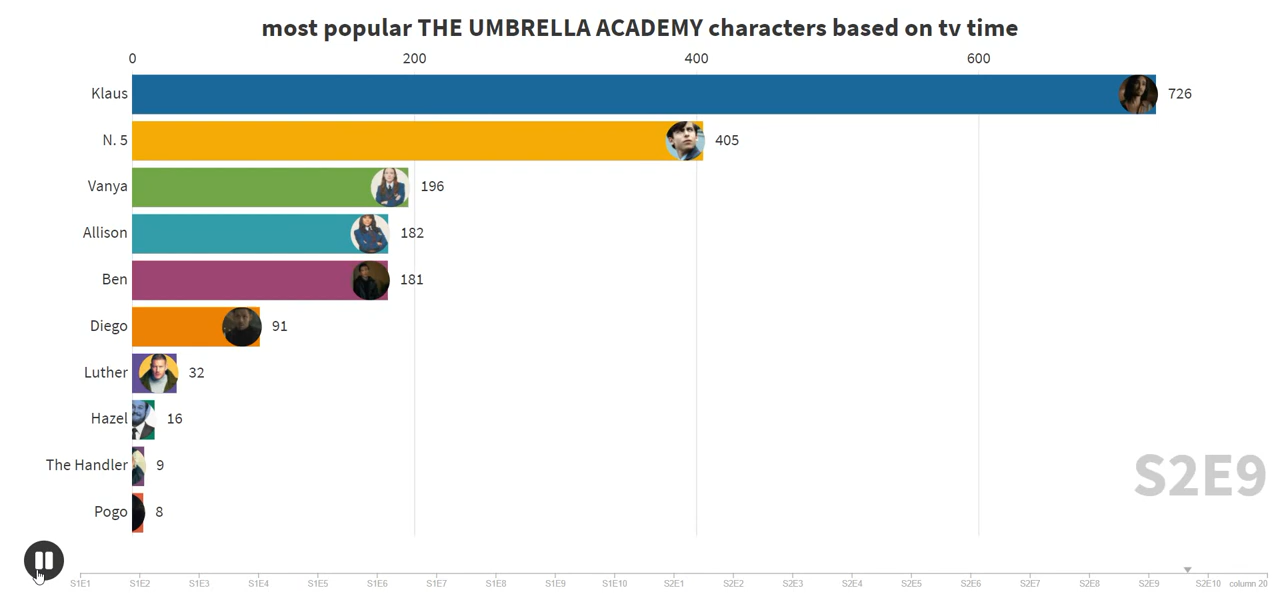 most popular THE UMBRELLA ACADEMY characters based on tv time
0 200 400 600
Klaus 726
N. 5 405
Vanya 196
Allison 182
Ben 181
Diego 91
Luther 32
Hazel 16
The Handler 9
Pogo 8
S2E9
S1E1 S1E2 S1E3 S1E4 S1E5 S1E6 S1E7 S1E8 S1E9 S1E10 S2E1 S2E2 S2E3 S2E4 S2E5 S2E6 S2E7 S2E8 S2E9 S2E10 column 20